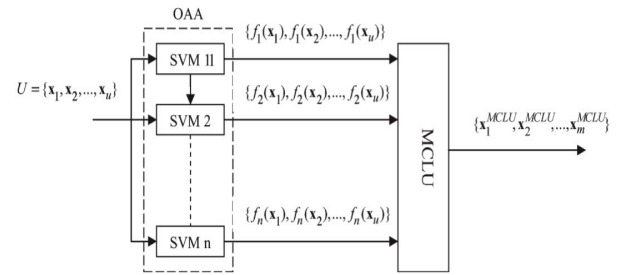 OAA
SVM 1l
{f₁(x₁), f₁(x₂),..., f₁(xᵤ)}
U = {x₁, x₂,..., xᵤ}
SVM 2
{f₂(x₁), f₂(x₂),..., f₂(xᵤ)}
MCLU
{x₁^MCLU, x₂^MCLU,..., xₘ^MCLU}
SVM n
{fₙ(x₁), fₙ(x₂),..., fₙ(xᵤ)}